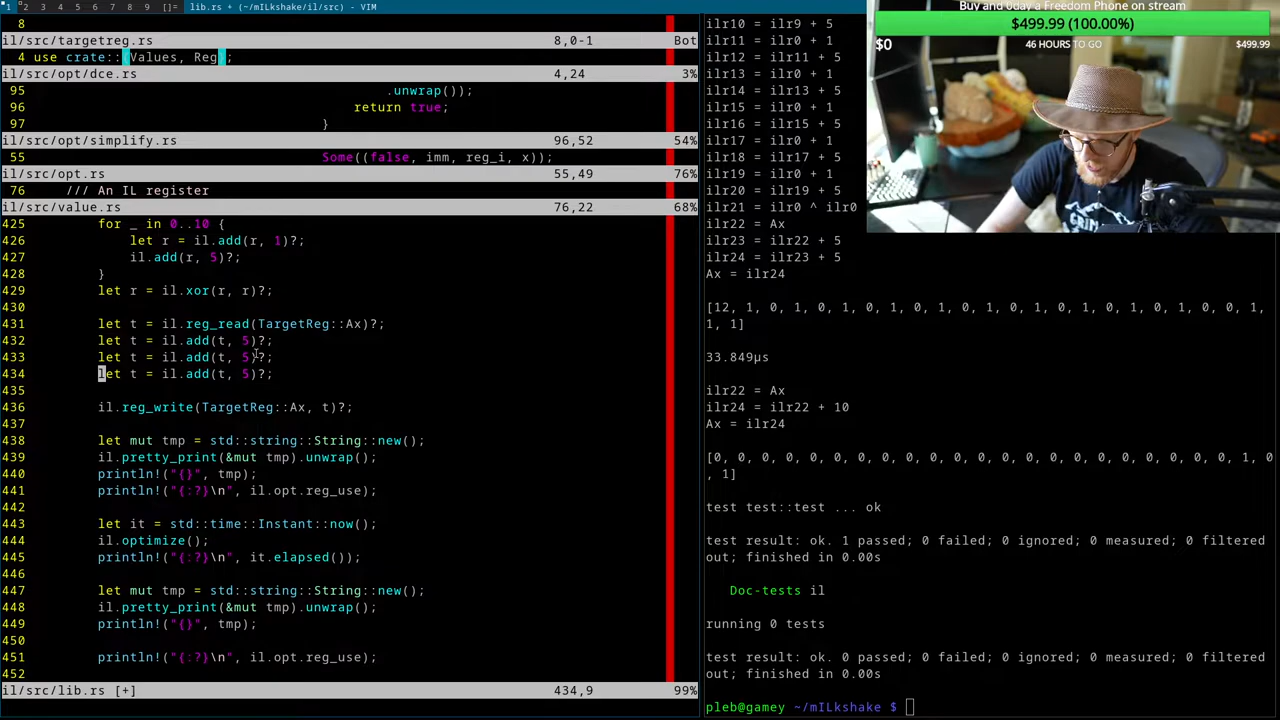 1 2 3 4 5 6 7 8 9 []= lib.rs + (~/mILkshake/il/src) - VIM
8
il/src/targetreg.rs 8,0-1 Bot
4 use crate::{Values, Reg};
il/src/opt/dce.rs 4,24 3%
95 .unwrap());
96 return true;
97 }
il/src/opt/simplify.rs 96,52 54%
55 Some((false, imm, reg_i, x));
il/src/opt.rs 55,49 76%
76 /// An IL register
il/src/value.rs 76,22 68%
425 for _ in 0..10 {
426 let r = il.add(r, 1)?;
427 il.add(r, 5)?;
428 }
429 let r = il.xor(r, r)?;
430
431 let t = il.reg_read(TargetReg::Ax)?;
432 let t = il.add(t, 5)?;
433 let t = il.add(t, 5)?;
434 let t = il.add(t, 5)?;
435
436 il.reg_write(TargetReg::Ax, t)?;
437
438 let mut tmp = std::string::String::new();
439 il.pretty_print(&mut tmp).unwrap();
440 println!("{}", tmp);
441 println!("{:?}\n", il.opt.reg_use);
442
443 let it = std::time::Instant::now();
444 il.optimize();
445 println!("{:?}\n", it.elapsed());
446
447 let mut tmp = std::string::String::new();
448 il.pretty_print(&mut tmp).unwrap();
449 println!("{}", tmp);
450
451 println!("{:?}\n", il.opt.reg_use);
452
il/src/lib.rs [+] 434,9 99%
ilr10 = ilr9 + 5
ilr11 = ilr0 + 1
ilr12 = ilr11 + 5
ilr13 = ilr0 + 1
ilr14 = ilr13 + 5
ilr15 = ilr0 + 1
ilr16 = ilr15 + 5
ilr17 = ilr0 + 1
ilr18 = ilr17 + 5
ilr19 = ilr0 + 1
ilr20 = ilr19 + 5
ilr21 = ilr0 ^ ilr0
ilr22 = Ax
ilr23 = ilr22 + 5
ilr24 = ilr23 + 5
Ax = ilr24
[12, 1, 0, 1, 0, 1, 0, 1, 0, 1, 0, 1, 0, 1, 0, 1, 0, 1, 0, 1, 0, 0, 1,
1, 1]
33.849µs
ilr22 = Ax
ilr24 = ilr22 + 10
Ax = ilr24
[0, 0, 0, 0, 0, 0, 0, 0, 0, 0, 0, 0, 0, 0, 0, 0, 0, 0, 0, 0, 0, 0, 1, 0
, 1]
test test::test ... ok
test result: ok. 1 passed; 0 failed; 0 ignored; 0 measured; 0 filtered
out; finished in 0.00s
Doc-tests il
running 0 tests
test result: ok. 0 passed; 0 failed; 0 ignored; 0 measured; 0 filtered
out; finished in 0.00s
pleb@gamey ~/mILkshake $
Buy and 0day a Freedom Phone on stream
$499.99 (100.00%)
$0 46 HOURS TO GO $499.99